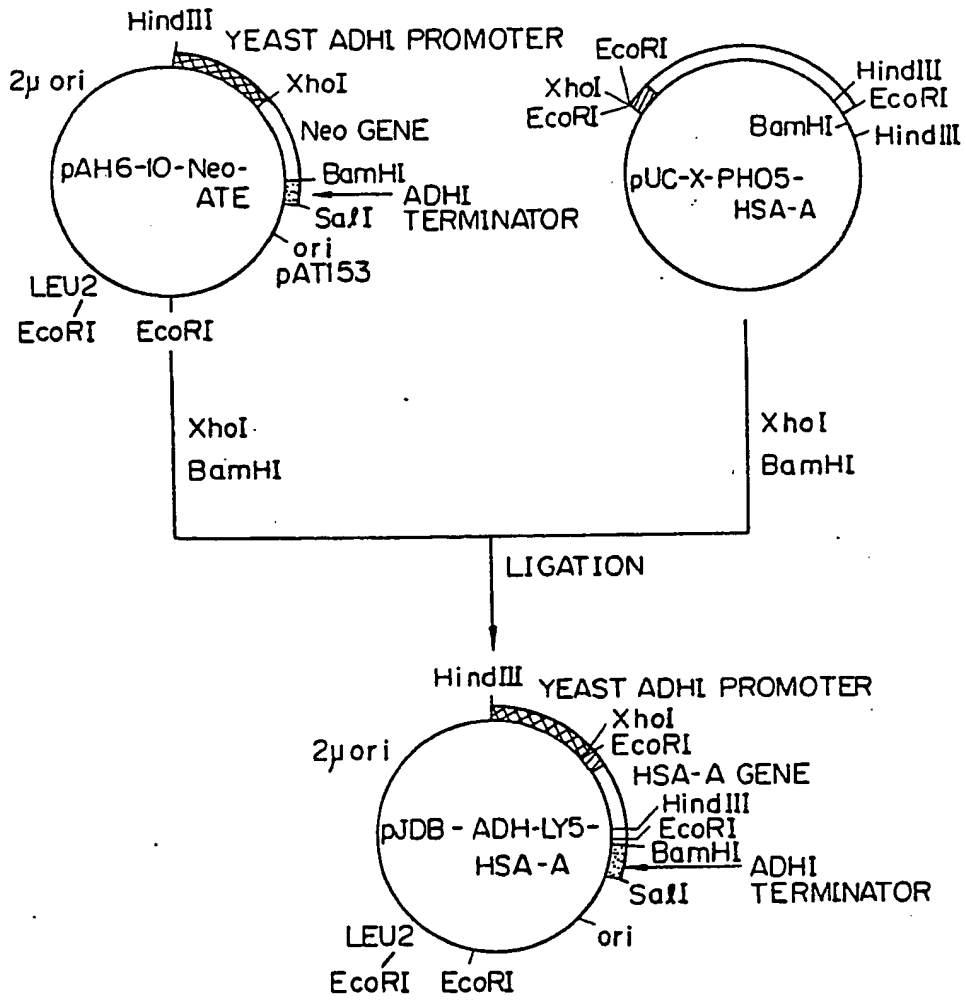 HindIII
YEAST ADHI PROMOTER
2μ ori
XhoI
Neo GENE
pAH6-10-Neo-
ATE
BamHI
ADHI
TERMINATOR
SalI
ori
pAT153
LEU2
EcoRI
EcoRI
EcoRI
XhoI
EcoRI
HindIII
EcoRI
BamHI
HindIII
pUC-X-PHO5-
HSA-A
XhoI
BamHI
XhoI
BamHI
LIGATION
HindIII
YEAST ADHI PROMOTER
XhoI
EcoRI
2μ ori
HSA-A GENE
HindIII
EcoRI
BamHI
pJDB-ADH-LY5-
HSA-A
ADHI
TERMINATOR
SalI
ori
LEU2
EcoRI
EcoRI